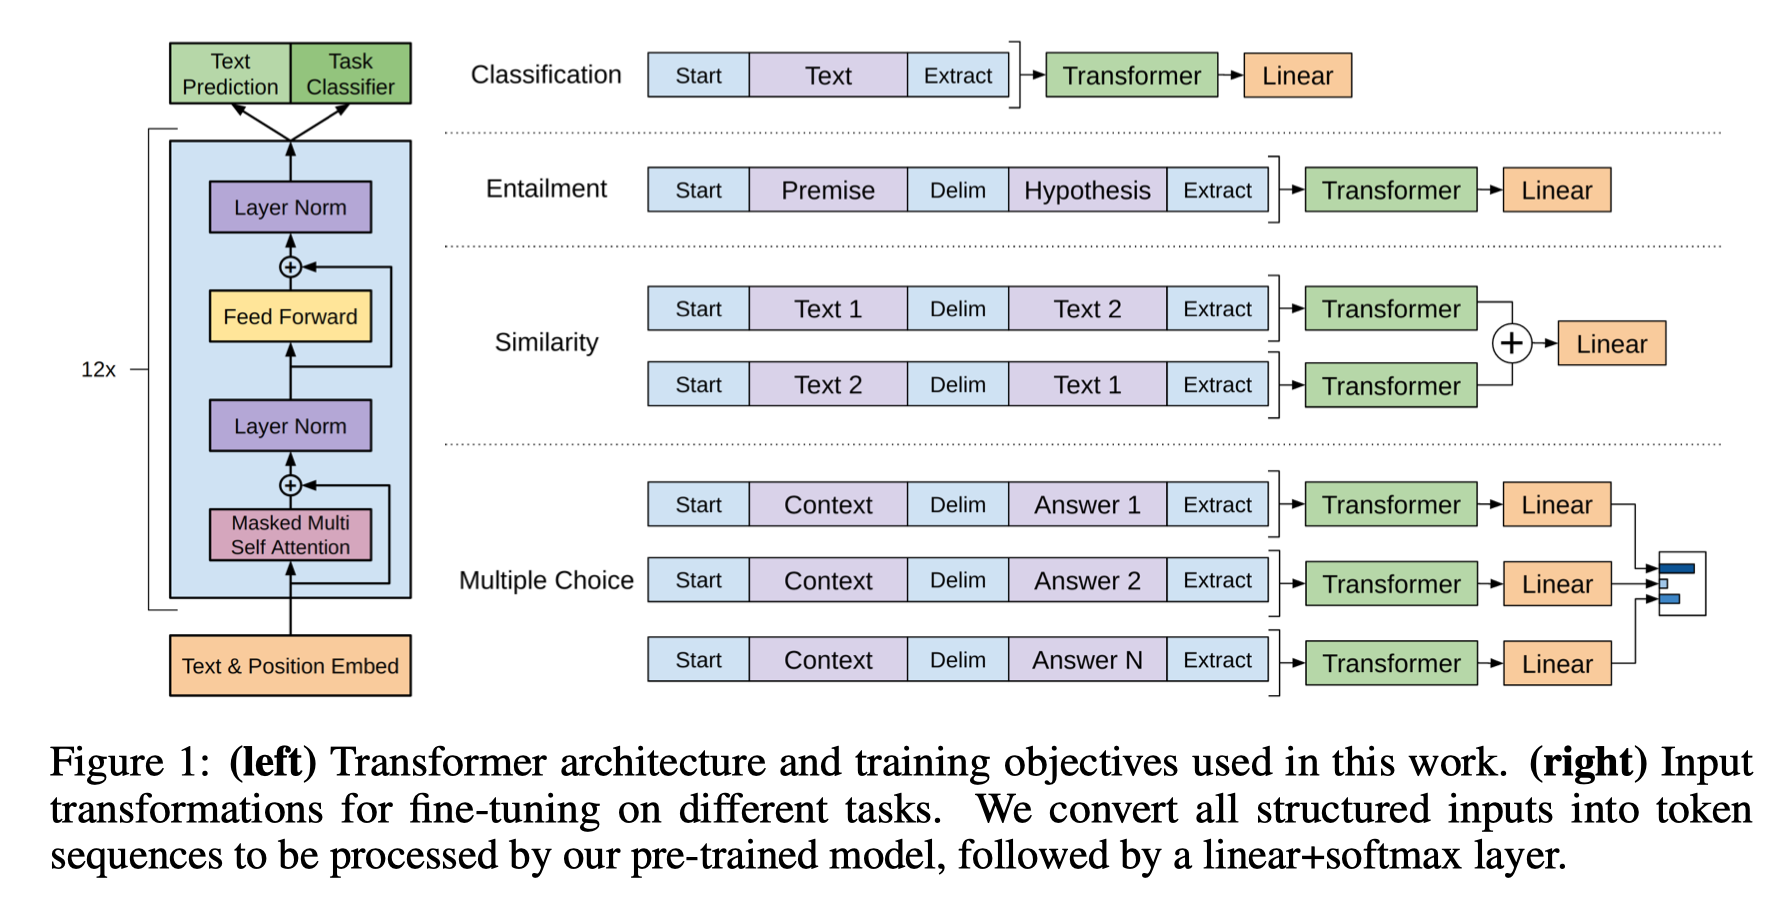 Text
Prediction
Task
Classifier
Layer Norm
+
Feed Forward
12x
Layer Norm
+
Masked Multi
Self Attention
Text & Position Embed
Classification Start Text Extract Transformer Linear
Entailment Start Premise Delim Hypothesis Extract Transformer Linear
Similarity
Start Text 1 Delim Text 2 Extract Transformer
+ Linear
Start Text 2 Delim Text 1 Extract Transformer
Multiple Choice
Start Context Delim Answer 1 Extract Transformer Linear
Start Context Delim Answer 2 Extract Transformer Linear
Start Context Delim Answer N Extract Transformer Linear
Figure 1: (left) Transformer architecture and training objectives used in this work. (right) Input
transformations for fine-tuning on different tasks. We convert all structured inputs into token
sequences to be processed by our pre-trained model, followed by a linear+softmax layer.